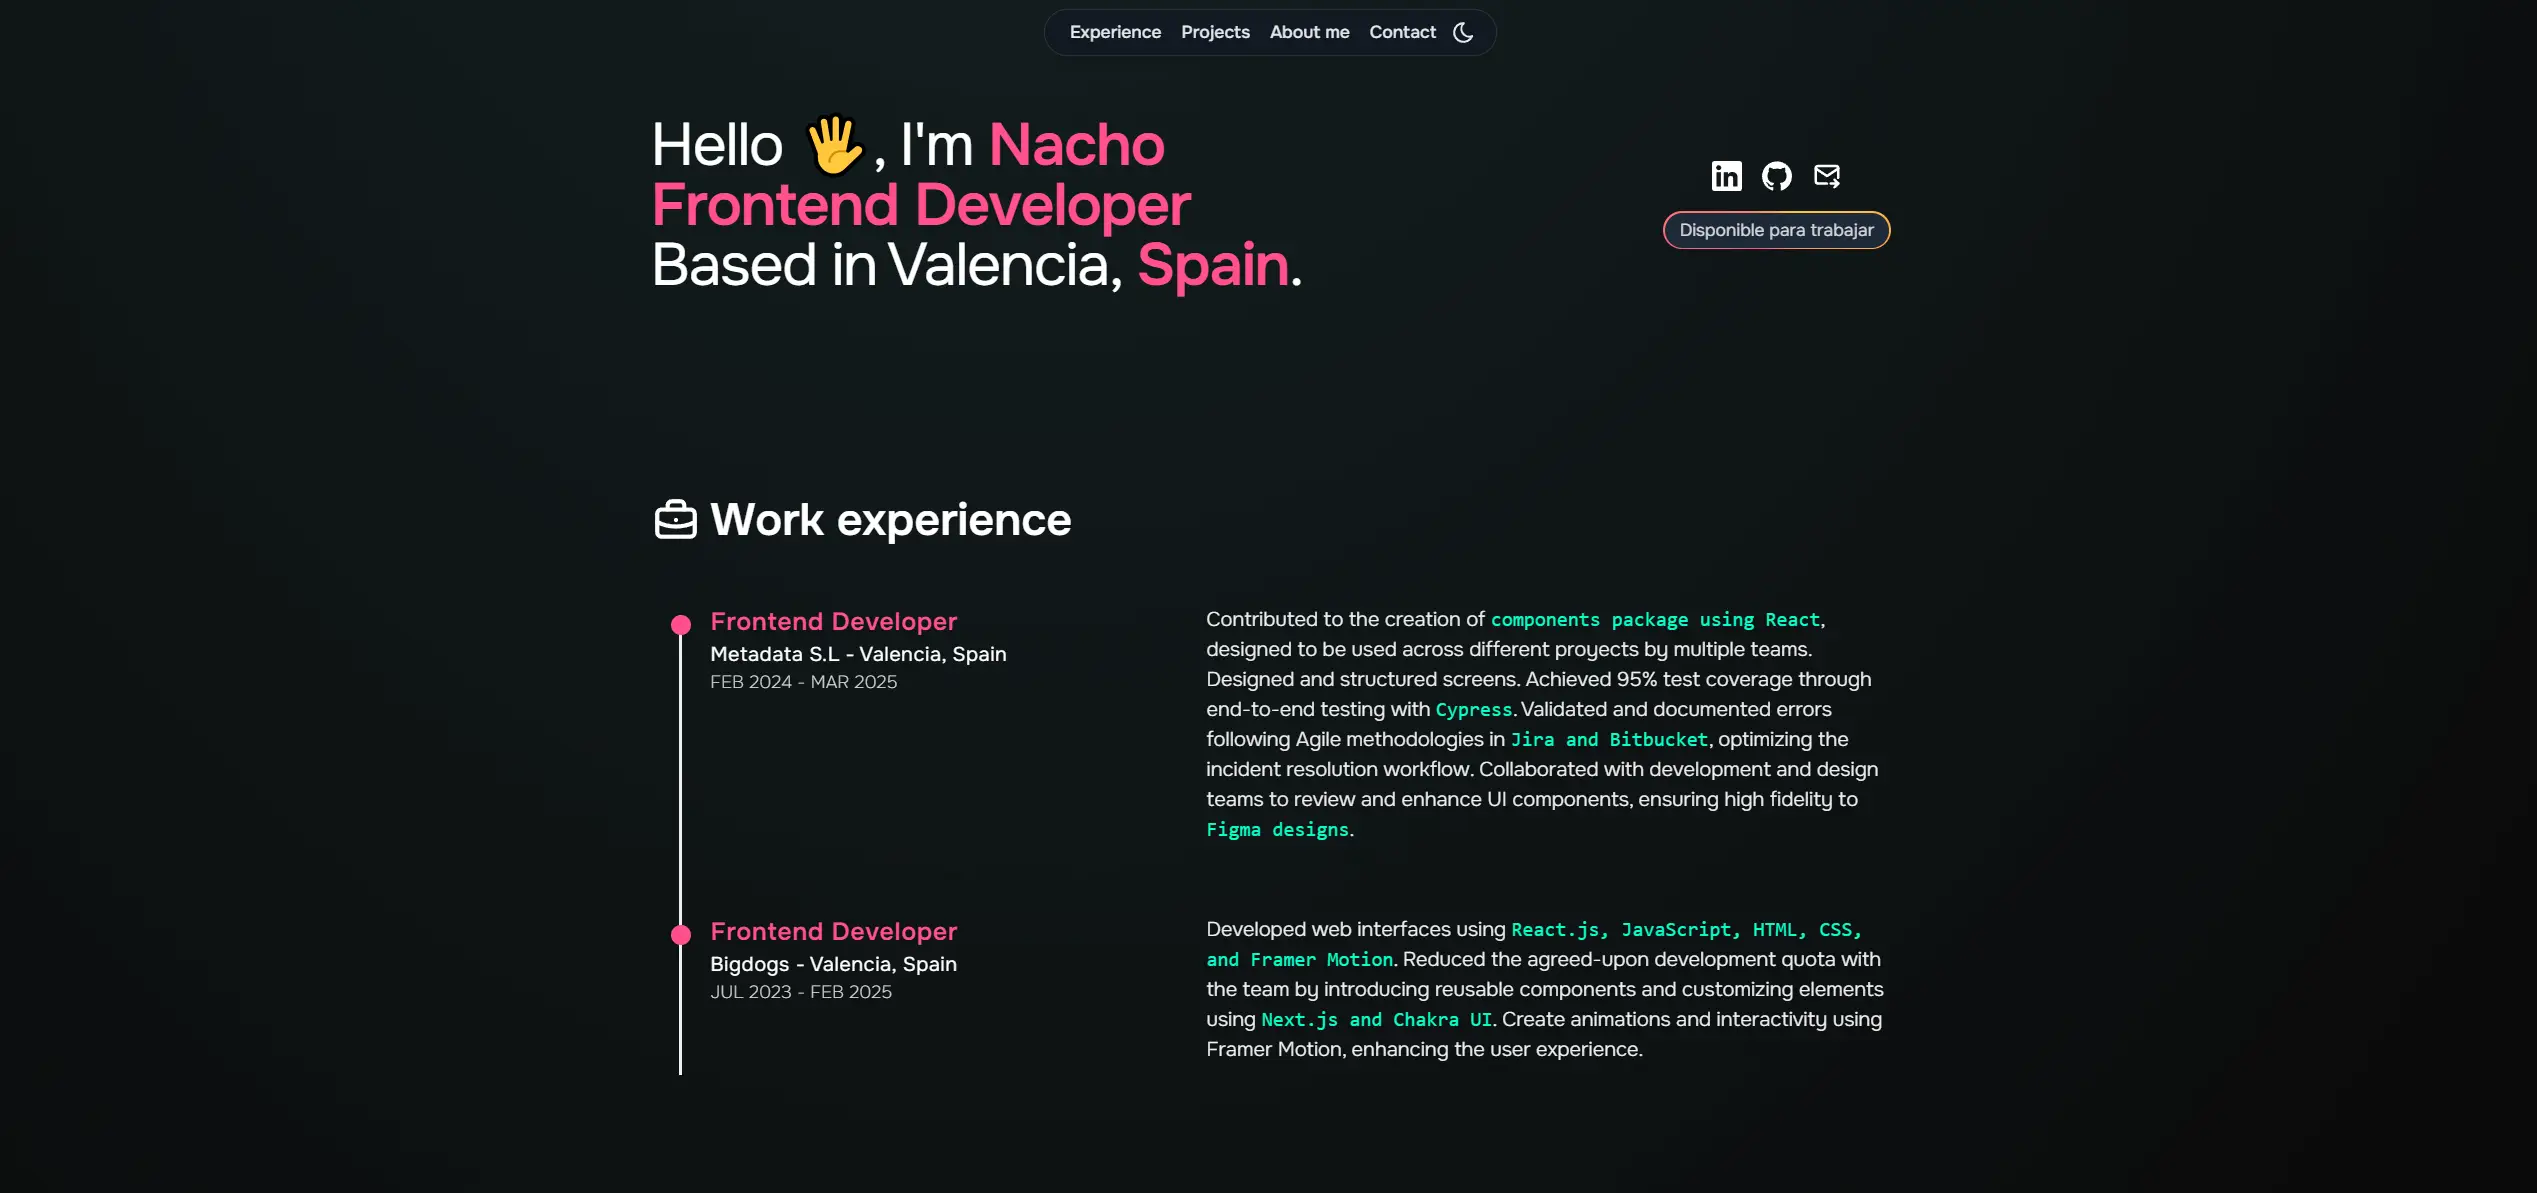 Experience Projects About me Contact
Hello 🖐, I'm Nacho
Frontend Developer
Based in Valencia, Spain.
in
Disponible para trabajar
Work experience
Frontend Developer
Metadata S.L - Valencia, Spain
FEB 2024 - MAR 2025
Contributed to the creation of components package using React,
designed to be used across different proyects by multiple teams.
Designed and structured screens. Achieved 95% test coverage through
end-to-end testing with Cypress. Validated and documented errors
following Agile methodologies in Jira and Bitbucket, optimizing the
incident resolution workflow. Collaborated with development and design
teams to review and enhance UI components, ensuring high fidelity to
Figma designs.
Frontend Developer
Bigdogs - Valencia, Spain
JUL 2023 - FEB 2025
Developed web interfaces using React.js, JavaScript, HTML, CSS,
and Framer Motion. Reduced the agreed-upon development quota with
the team by introducing reusable components and customizing elements
using Next.js and Chakra UI. Create animations and interactivity using
Framer Motion, enhancing the user experience.